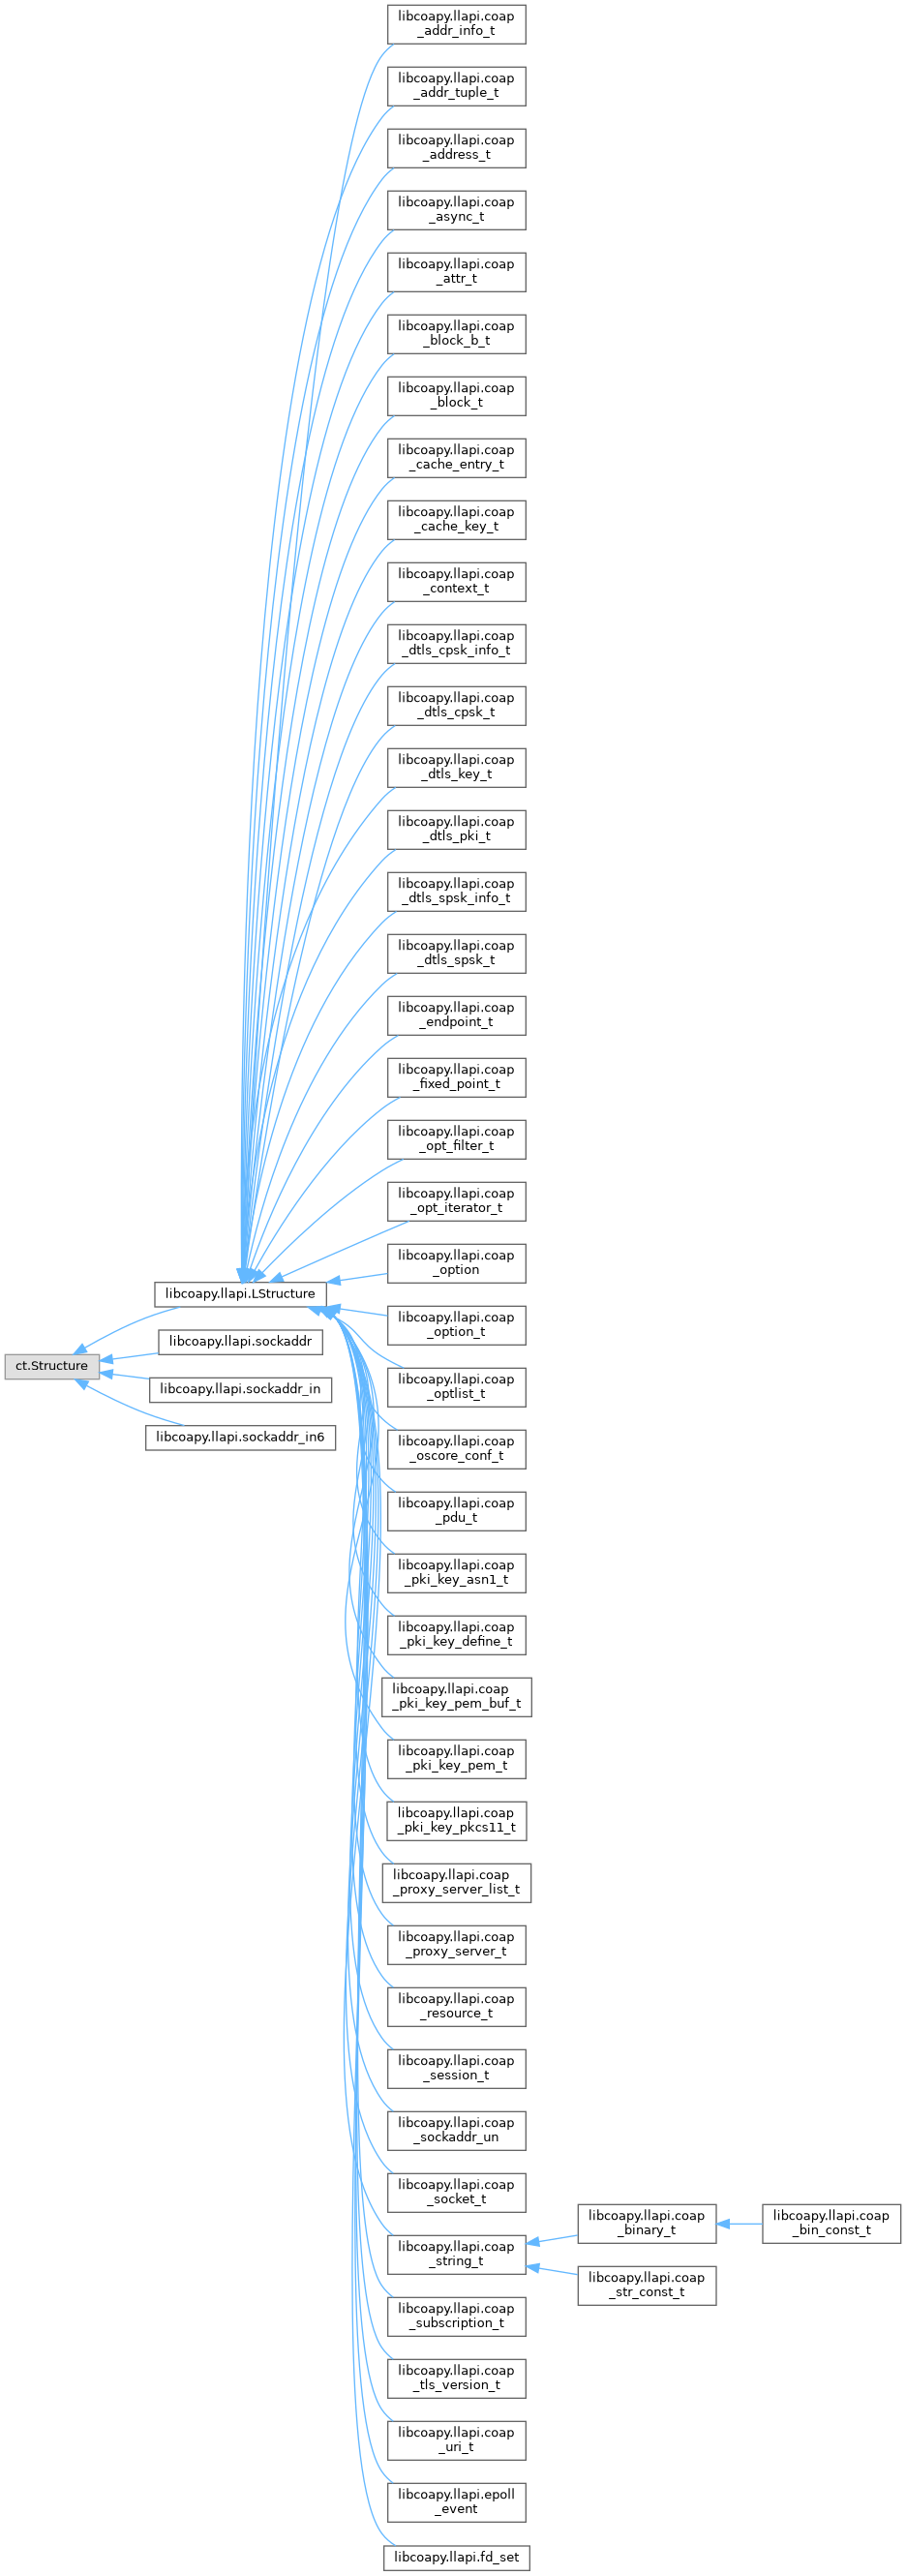 libcoapy.llapi.coap
_addr_info_t
libcoapy.llapi.coap
_addr_tuple_t
libcoapy.llapi.coap
_address_t
libcoapy.llapi.coap
_async_t
libcoapy.llapi.coap
_attr_t
libcoapy.llapi.coap
_block_b_t
libcoapy.llapi.coap
_block_t
libcoapy.llapi.coap
_cache_entry_t
libcoapy.llapi.coap
_cache_key_t
libcoapy.llapi.coap
_context_t
libcoapy.llapi.coap
_dtls_cpsk_info_t
libcoapy.llapi.coap
_dtls_cpsk_t
libcoapy.llapi.coap
_dtls_key_t
libcoapy.llapi.coap
_dtls_pki_t
libcoapy.llapi.coap
_dtls_spsk_info_t
libcoapy.llapi.coap
_dtls_spsk_t
libcoapy.llapi.coap
_endpoint_t
libcoapy.llapi.coap
_fixed_point_t
libcoapy.llapi.coap
_opt_filter_t
libcoapy.llapi.coap
_opt_iterator_t
libcoapy.llapi.coap
_option
libcoapy.llapi.LStructure
libcoapy.llapi.coap
_option_t
libcoapy.llapi.sockaddr
ct.Structure
libcoapy.llapi.sockaddr_in
libcoapy.llapi.coap
_optlist_t
libcoapy.llapi.sockaddr_in6
libcoapy.llapi.coap
_oscore_conf_t
libcoapy.llapi.coap
_pdu_t
libcoapy.llapi.coap
_pki_key_asn1_t
libcoapy.llapi.coap
_pki_key_define_t
libcoapy.llapi.coap
_pki_key_pem_buf_t
libcoapy.llapi.coap
_pki_key_pem_t
libcoapy.llapi.coap
_pki_key_pkcs11_t
libcoapy.llapi.coap
_proxy_server_list_t
libcoapy.llapi.coap
_proxy_server_t
libcoapy.llapi.coap
_resource_t
libcoapy.llapi.coap
_session_t
libcoapy.llapi.coap
_sockaddr_un
libcoapy.llapi.coap
_socket_t
libcoapy.llapi.coap
_string_t
libcoapy.llapi.coap
_binary_t
libcoapy.llapi.coap
_bin_const_t
libcoapy.llapi.coap
_str_const_t
libcoapy.llapi.coap
_subscription_t
libcoapy.llapi.coap
_tls_version_t
libcoapy.llapi.coap
_uri_t
libcoapy.llapi.epoll
_event
libcoapy.llapi.fd_set